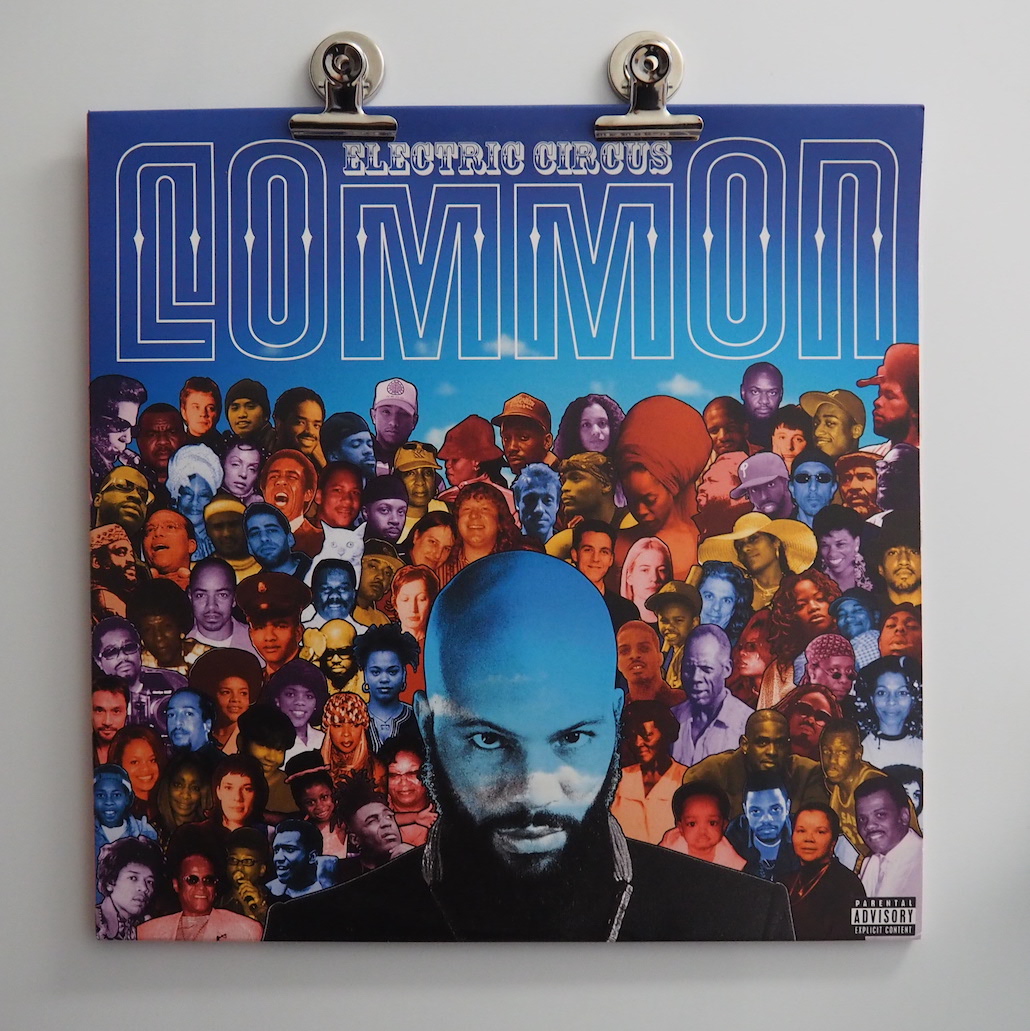 ELECTRIC CIRCUS
COMMON
PARENTAL
ADVISORY
EXPLICIT CONTENT